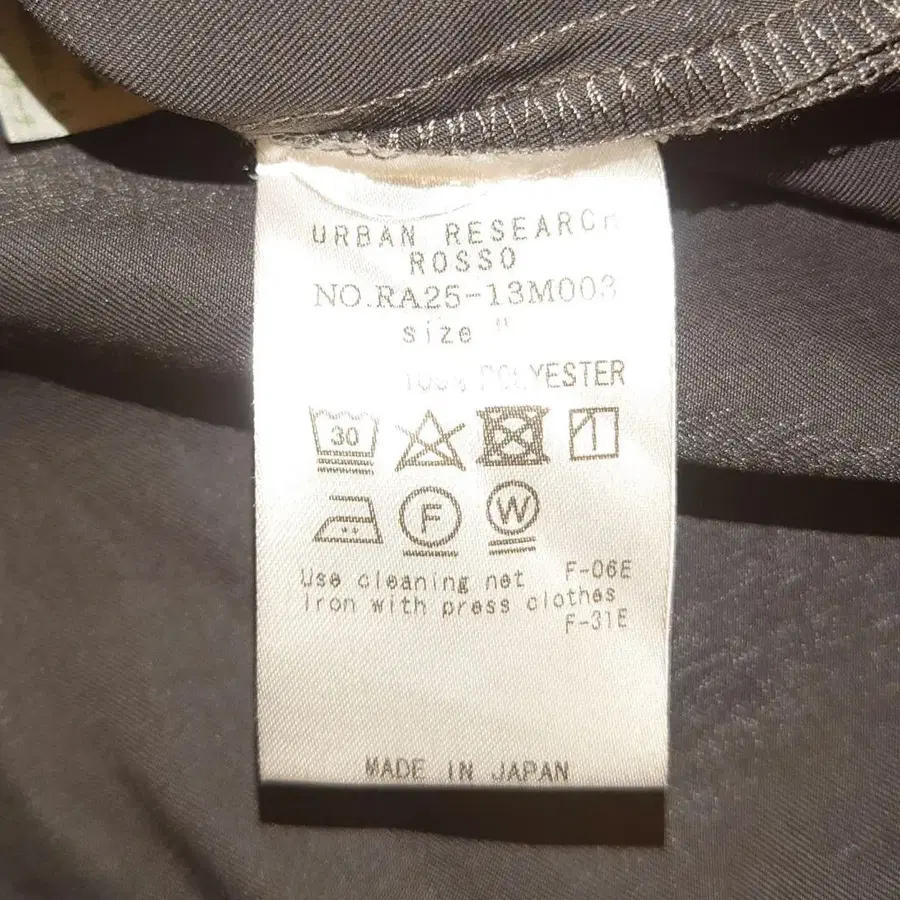 URBAN RESEARCH
ROSSO
NO.RA25-13M003
size
100% POLYESTER
30
F W
Use cleaning net F-06E
Iron with press clothes
F-31E
MADE IN JAPAN